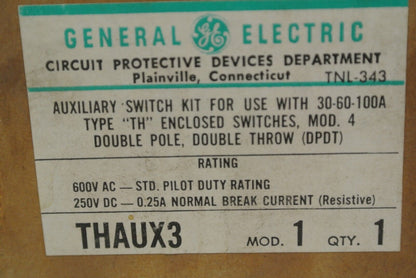 GENERAL GE ELECTRIC
CIRCUIT PROTECTIVE DEVICES DEPARTMENT
Plainville, Connecticut TNL-343
AUXILIARY SWITCH KIT FOR USE WITH 30-60-100A
TYPE "TH" ENCLOSED SWITCHES, MOD. 4
DOUBLE POLE, DOUBLE THROW (DPDT)
RATING
600V AC — STD. PILOT DUTY RATING
250V DC — 0.25A NORMAL BREAK CURRENT (Resistive)
THAUX3 MOD. 1 QTY. 1